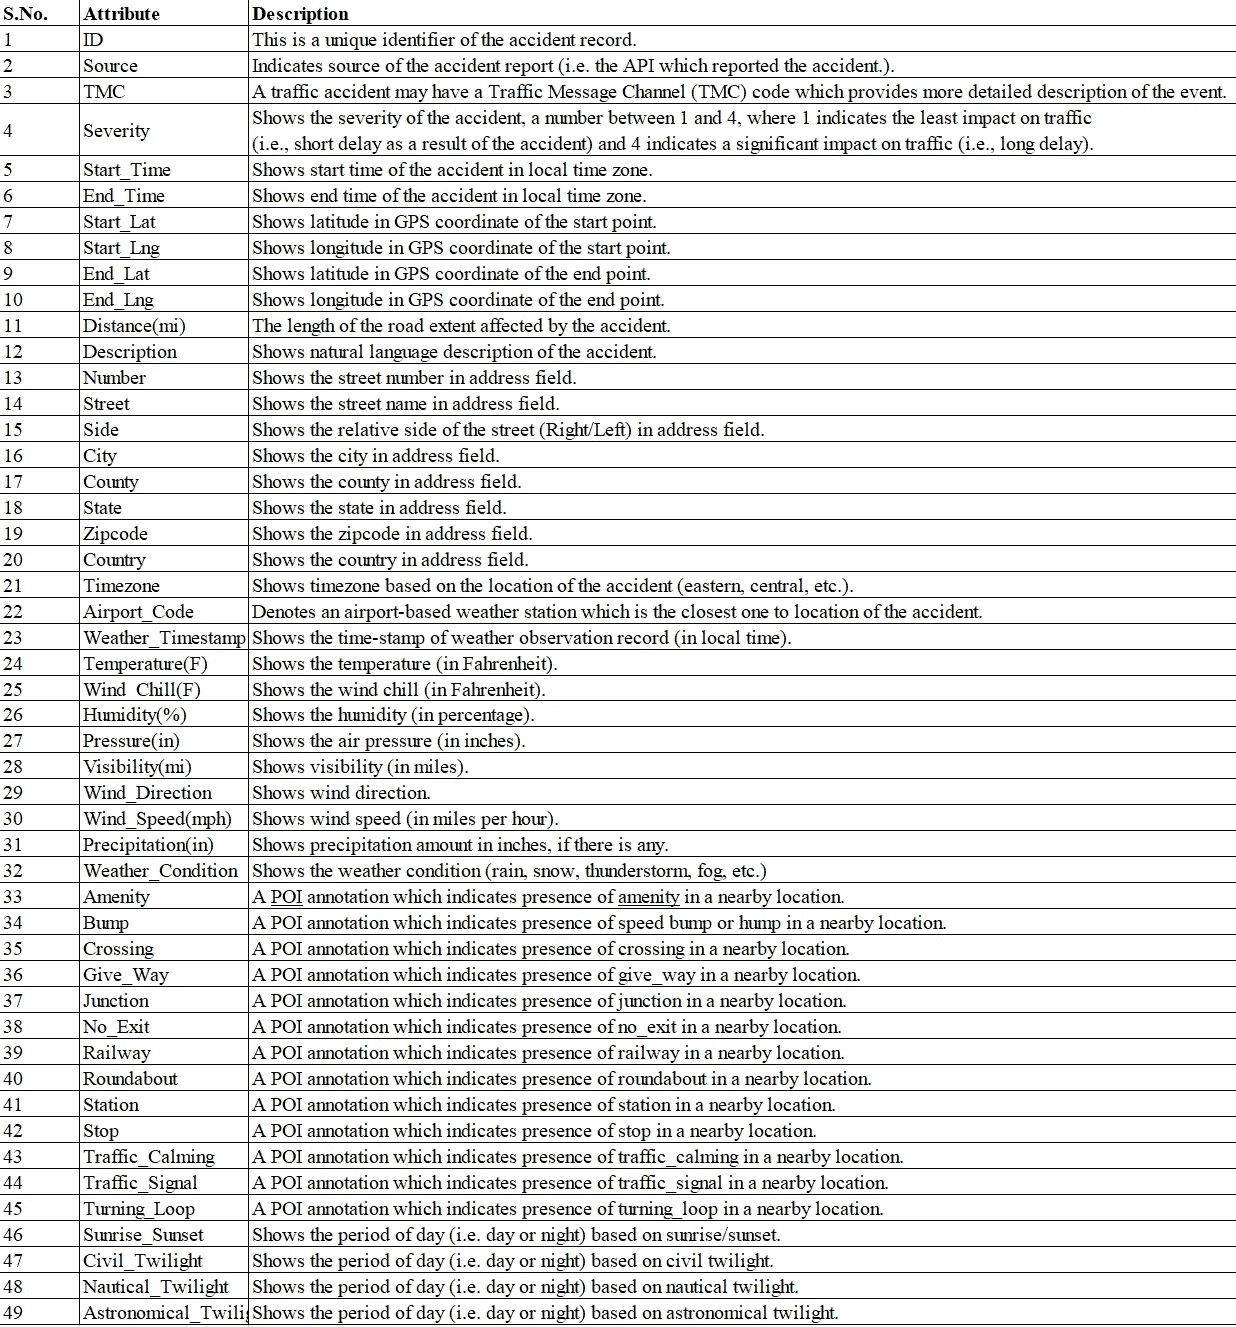 S.No. Attribute Description
1 ID This is a unique identifier of the accident record.
2 Source Indicates source of the accident report (i.e. the API which reported the accident.).
3 TMC A traffic accident may have a Traffic Message Channel (TMC) code which provides more detailed description of the event.
4 Severity Shows the severity of the accident, a number between 1 and 4, where 1 indicates the least impact on traffic
(i.e., short delay as a result of the accident) and 4 indicates a significant impact on traffic (i.e., long delay).
5 Start_Time Shows start time of the accident in local time zone.
6 End_Time Shows end time of the accident in local time zone.
7 Start_Lat Shows latitude in GPS coordinate of the start point.
8 Start_Lng Shows longitude in GPS coordinate of the start point.
9 End_Lat Shows latitude in GPS coordinate of the end point.
10 End_Lng Shows longitude in GPS coordinate of the end point.
11 Distance(mi) The length of the road extent affected by the accident.
12 Description Shows natural language description of the accident.
13 Number Shows the street number in address field.
14 Street Shows the street name in address field.
15 Side Shows the relative side of the street (Right/Left) in address field.
16 City Shows the city in address field.
17 County Shows the county in address field.
18 State Shows the state in address field.
19 Zipcode Shows the zipcode in address field.
20 Country Shows the country in address field.
21 Timezone Shows timezone based on the location of the accident (eastern, central, etc.).
22 Airport_Code Denotes an airport-based weather station which is the closest one to location of the accident.
23 Weather_Timestamp Shows the time-stamp of weather observation record (in local time).
24 Temperature(F) Shows the temperature (in Fahrenheit).
25 Wind_Chill(F) Shows the wind chill (in Fahrenheit).
26 Humidity(%) Shows the humidity (in percentage).
27 Pressure(in) Shows the air pressure (in inches).
28 Visibility(mi) Shows visibility (in miles).
29 Wind_Direction Shows wind direction.
30 Wind_Speed(mph) Shows wind speed (in miles per hour).
31 Precipitation(in) Shows precipitation amount in inches, if there is any.
32 Weather_Condition Shows the weather condition (rain, snow, thunderstorm, fog, etc.)
33 Amenity A POI annotation which indicates presence of amenity in a nearby location.
34 Bump A POI annotation which indicates presence of speed bump or hump in a nearby location.
35 Crossing A POI annotation which indicates presence of crossing in a nearby location.
36 Give_Way A POI annotation which indicates presence of give_way in a nearby location.
37 Junction A POI annotation which indicates presence of junction in a nearby location.
38 No_Exit A POI annotation which indicates presence of no_exit in a nearby location.
39 Railway A POI annotation which indicates presence of railway in a nearby location.
40 Roundabout A POI annotation which indicates presence of roundabout in a nearby location.
41 Station A POI annotation which indicates presence of station in a nearby location.
42 Stop A POI annotation which indicates presence of stop in a nearby location.
43 Traffic_Calming A POI annotation which indicates presence of traffic_calming in a nearby location.
44 Traffic_Signal A POI annotation which indicates presence of traffic_signal in a nearby location.
45 Turning_Loop A POI annotation which indicates presence of turning_loop in a nearby location.
46 Sunrise_Sunset Shows the period of day (i.e. day or night) based on sunrise/sunset.
47 Civil_Twilight Shows the period of day (i.e. day or night) based on civil twilight.
48 Nautical_Twilight Shows the period of day (i.e. day or night) based on nautical twilight.
49 Astronomical_Twilig Shows the period of day (i.e. day or night) based on astronomical twilight.